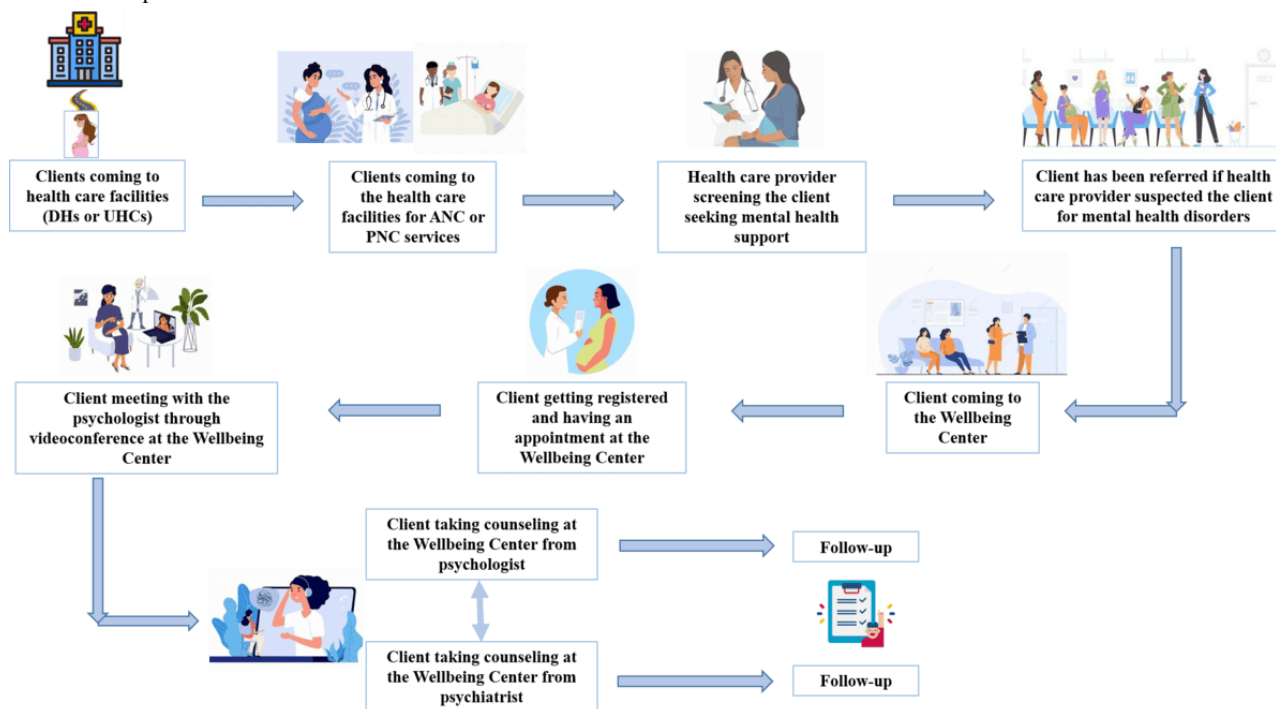 Clients coming to
health care facilities
(DHs or UHCs)
Clients coming to
the health care
facilities for ANC or
PNC services
Health care provider
screening the client
seeking mental health
support
Client has been referred if health
care provider suspected the client
for mental health disorders
Client coming to
the Wellbeing
Center
Client getting registered
and having an
appointment at the
Wellbeing Center
Client meeting with the
psychologist through
videoconference at the Wellbeing
Center
Client taking counseling at
the Wellbeing Center from
psychologist
Follow-up
Client taking counseling at
the Wellbeing Center from
psychiatrist
Follow-up